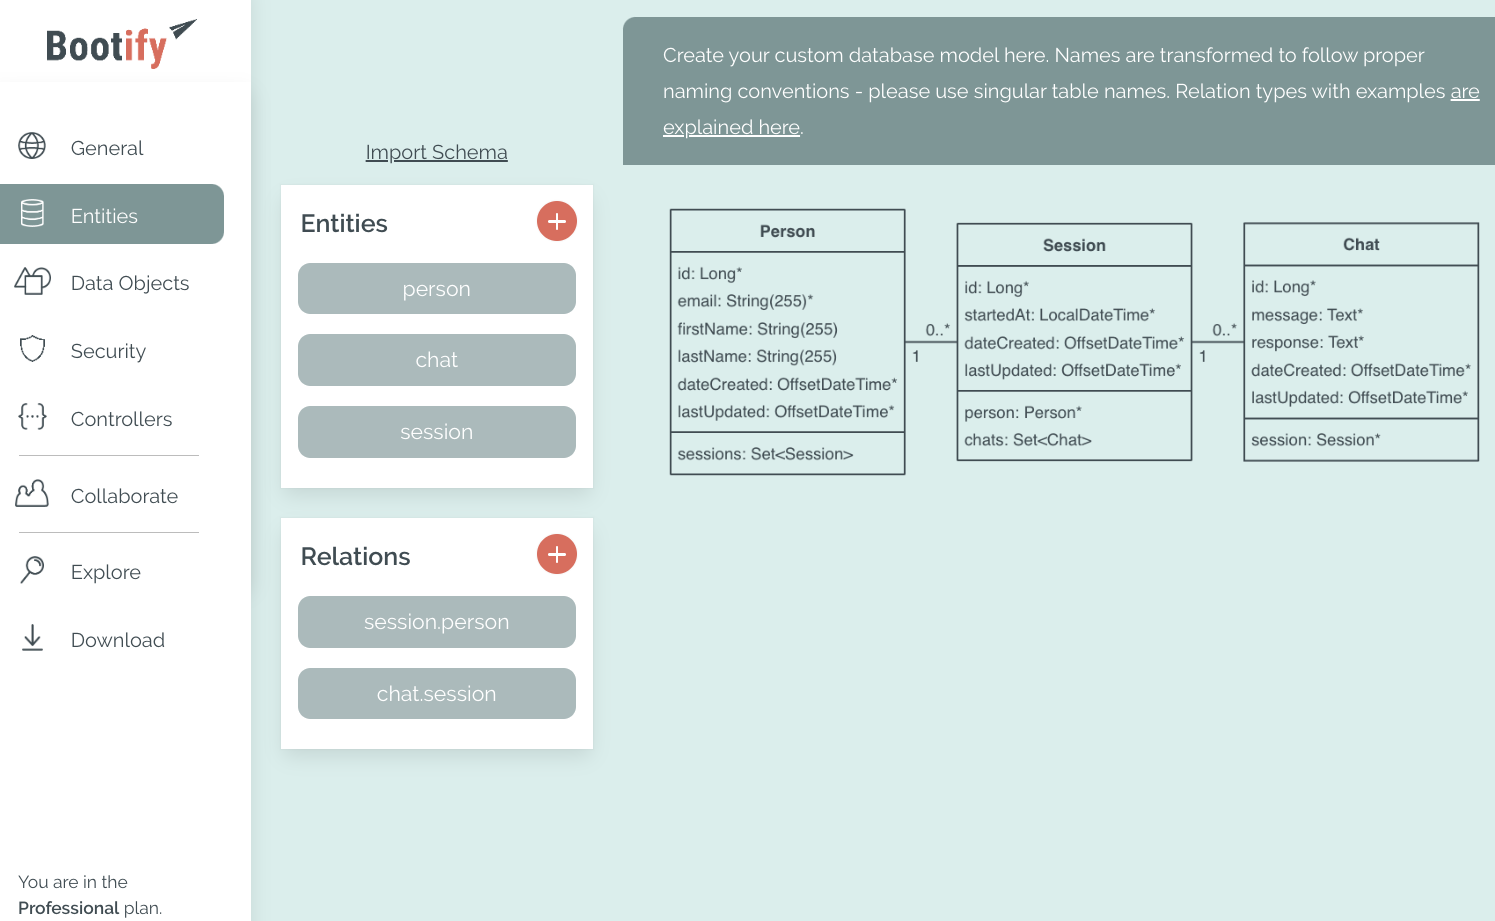 Bootify
General
Entities
Data Objects
Security
Controllers
Collaborate
Explore
Download
You are in the
Professional plan.
Import Schema
Entities
person
chat
session
Relations
session.person
chat.session
Create your custom database model here. Names are transformed to follow proper
naming conventions - please use singular table names. Relation types with examples are
explained here.
Person
id: Long*
email: String(255)*
firstName: String(255)
lastName: String(255)
dateCreated: OffsetDateTime*
lastUpdated: OffsetDateTime*
sessions: Set<Session>
0..*
1
Session
id: Long*
startedAt: LocalDateTime*
dateCreated: OffsetDateTime*
lastUpdated: OffsetDateTime*
person: Person*
chats: Set<Chat>
0..*
1
Chat
id: Long*
message: Text*
response: Text*
dateCreated: OffsetDateTime*
lastUpdated: OffsetDateTime*
session: Session*